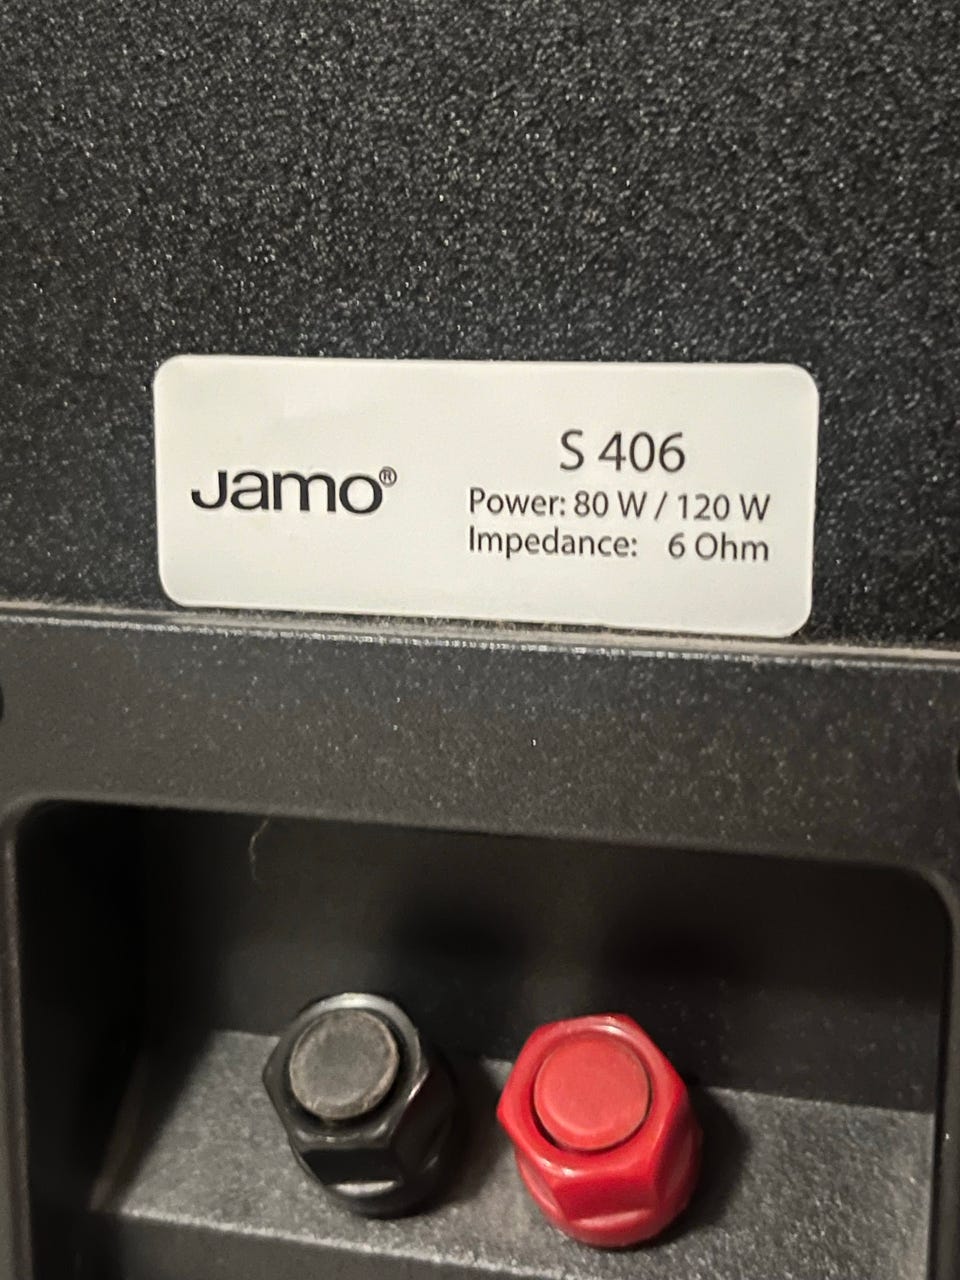 Jamo®
S 406
Power: 80 W / 120 W
Impedance: 6 Ohm